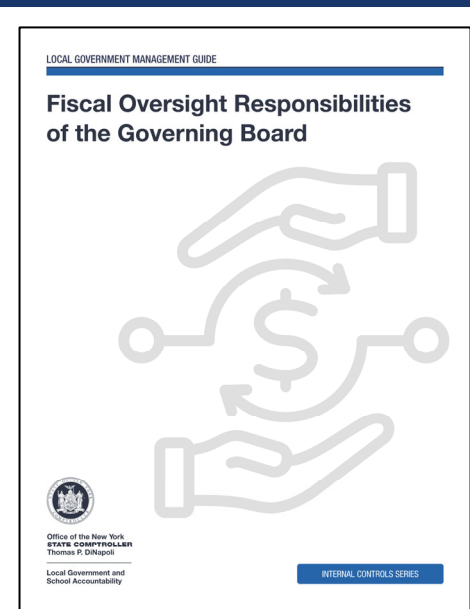 LOCAL GOVERNMENT MANAGEMENT GUIDE
Fiscal Oversight Responsibilities
of the Governing Board
$
Office of the New York
STATE COMPTROLLER
Thomas P. DiNapoli
Local Government and
School Accountability
INTERNAL CONTROLS SERIES